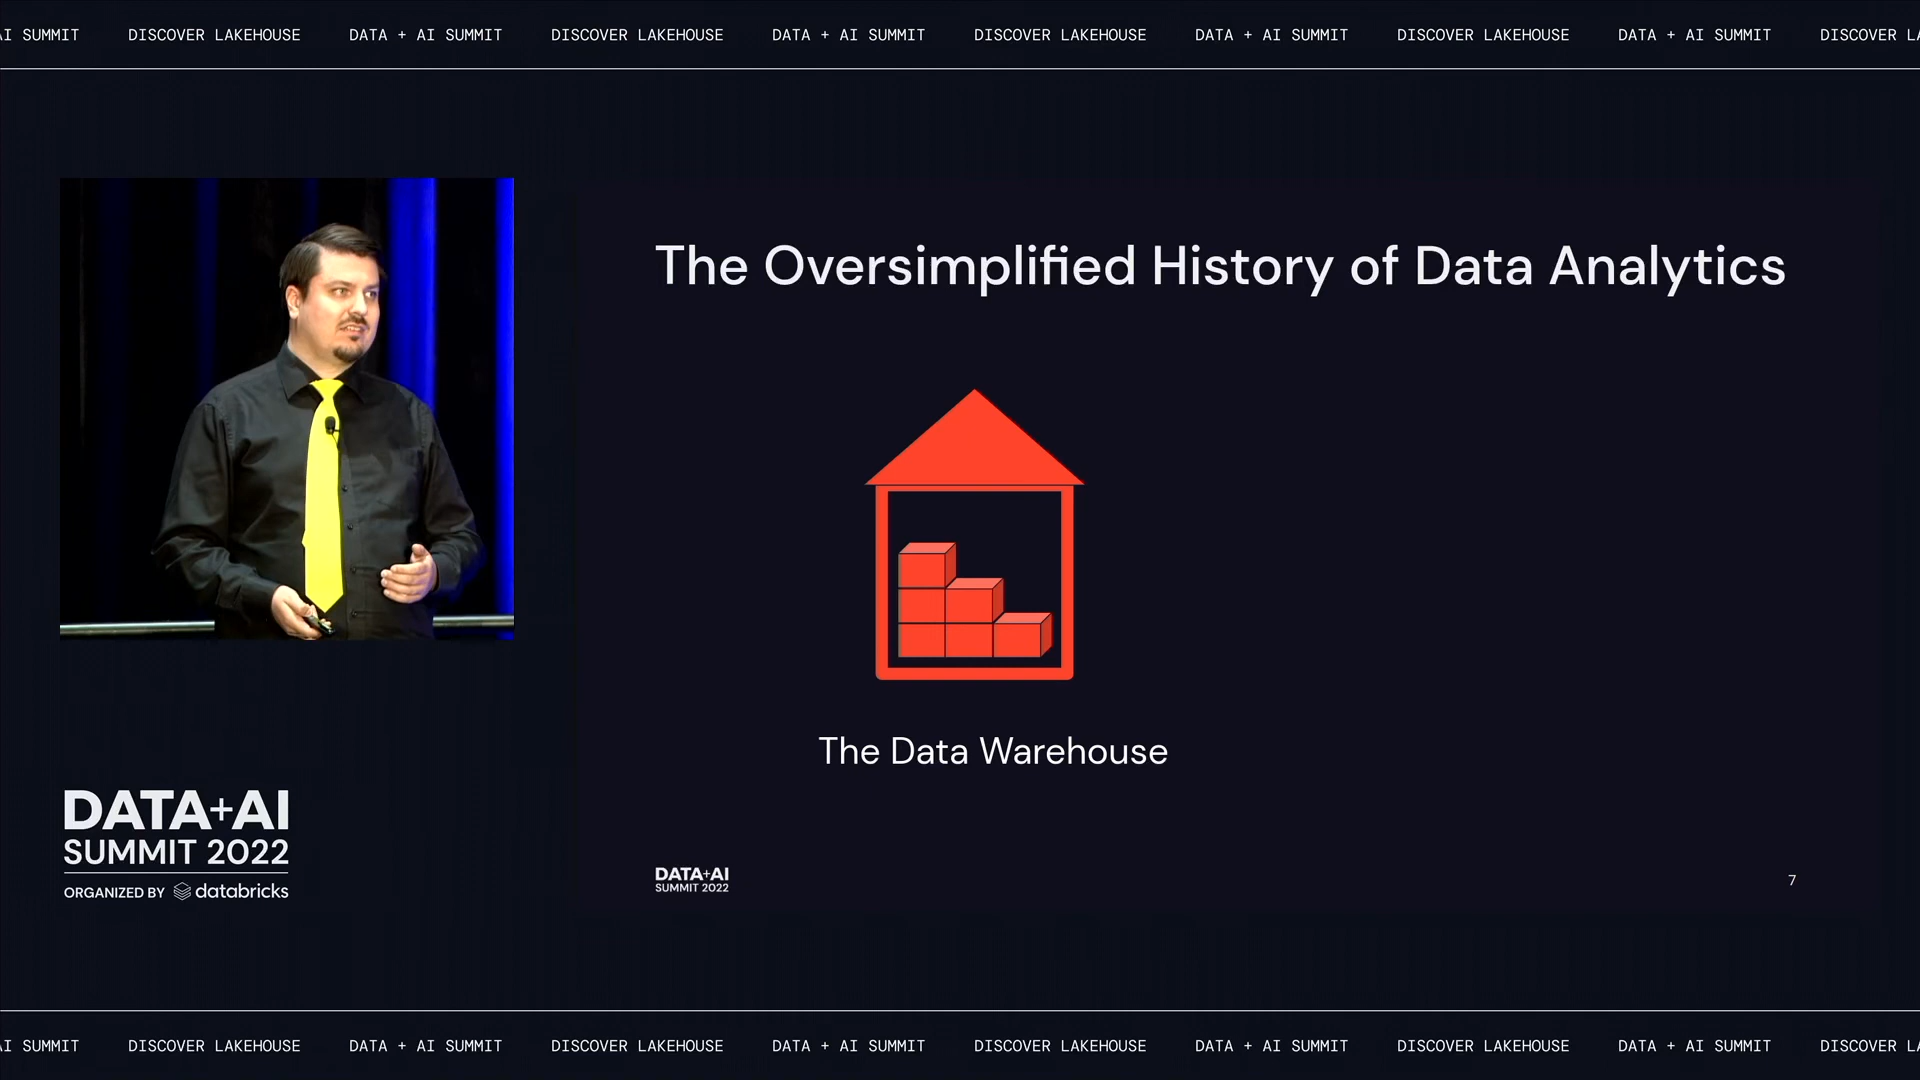 AI SUMMIT DISCOVER LAKEHOUSE DATA + AI SUMMIT DISCOVER LAKEHOUSE DATA + AI SUMMIT DISCOVER LAKEHOUSE DATA + AI SUMMIT DISCOVER LAKEHOUSE DATA + AI SUMMIT DISCOVER LA
The Oversimplified History of Data Analytics
The Data Warehouse
DATA+AI
SUMMIT 2022
7
DATA+AI
SUMMIT 2022
ORGANIZED BY databricks
AI SUMMIT DISCOVER LAKEHOUSE DATA + AI SUMMIT DISCOVER LAKEHOUSE DATA + AI SUMMIT DISCOVER LAKEHOUSE DATA + AI SUMMIT DISCOVER LAKEHOUSE DATA + AI SUMMIT DISCOVER LA